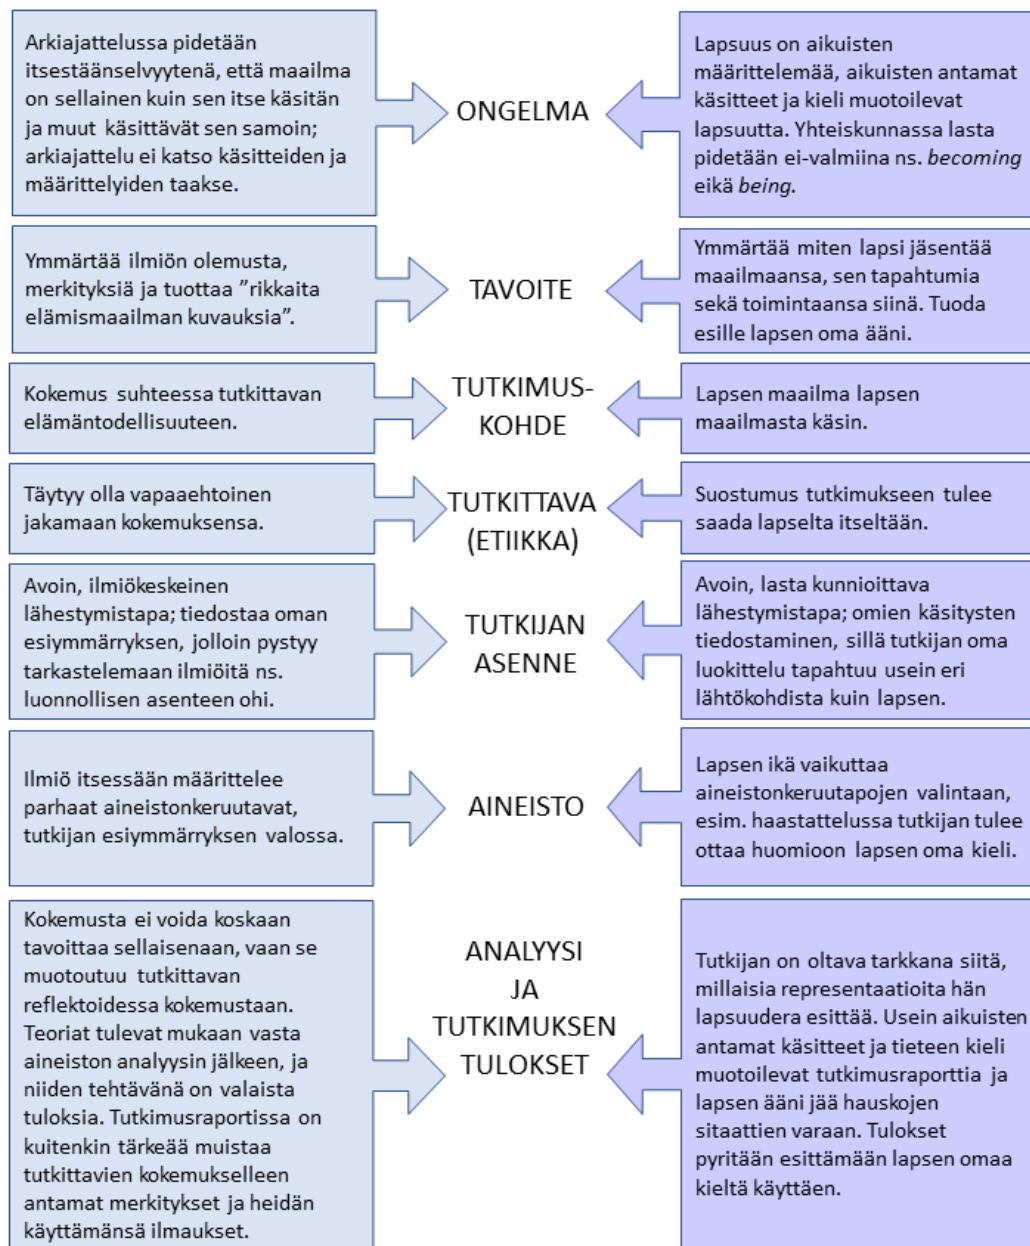 Arkiajattelussa pidetään
itsestäänselvyytenä, että maailma
on sellainen kuin sen itse käsitän
ja muut käsittävät sen samoin;
arkiajattelu ei katso käsitteiden ja
määrittelyiden taakse.
ONGELMA
Lapsuus on aikuisten
määrittelemää, aikuisten antamat
käsitteet ja kieli muotoilevat
lapsuutta. Yhteiskunnassa lasta
pidetään ei-valmiina ns. becoming
eikä being.
Ymmärtää ilmiön olemusta,
merkityksiä ja tuottaa ”rikkaita
elämismaailman kuvauksia”.
TAVOITE
Ymmärtää miten lapsi jäsentää
maailmaansa, sen tapahtumia
sekä toimintaansa siinä. Tuoda
esille lapsen oma ääni.
Kokemus suhteessa tutkittavan
elämäntodellisuuteen.
TUTKIMUS-
KOHDE
Lapsen maailma lapsen
maailmasta käsin.
Täytyy olla vapaaehtoinen
jakamaan kokemuksensa.
TUTKITTAVA
(ETIIKKA)
Suostumus tutkimukseen tulee
saada lapselta itseltään.
Avoin, ilmiökeskeinen
lähestymistapa; tiedostaa oman
esiymmärryksen, jolloin pystyy
tarkastelemaan ilmiöitä ns.
luonnollisen asenteen ohi.
TUTKIJAN
ASENNE
Avoin, lasta kunnioittava
lähestymistapa; omien käsitysten
tiedostaminen, sillä tutkijan oma
luokittelu tapahtuu usein eri
lähtökohdista kuin lapsen.
Ilmiö itsessään määrittelee
parhaat aineistonkeruutavat,
tutkijan esiymmärryksen valossa.
AINEISTO
Lapsen ikä vaikuttaa
aineistonkeruutapojen valintaan,
esim. haastattelussa tutkijan tulee
ottaa huomioon lapsen oma kieli.
Kokemusta ei voida koskaan
tavoittaa sellaisenaan, vaan se
muotoutuu tutkittavan
reflektoidessa kokemustaan.
Teoriat tulevat mukaan vasta
aineiston analyysin jälkeen, ja
niiden tehtävänä on valaista
tuloksia. Tutkimusraportissa on
kuitenkin tärkeää muistaa
tutkittavien kokemukselleen
antamat merkitykset ja heidän
käyttämänsä ilmaukset.
ANALYYSI
JA
TUTKIMUKSEN
TULOKSET
Tutkijan on oltava tarkkana siitä,
millaisia representaatioita hän
lapsuudera esittää. Usein aikuisten
antamat käsitteet ja tieteen kieli
muotoilevat tutkimusraporttia ja
lapsen ääni jää hauskojen
sitaattien varaan. Tulokset
pyritään esittämään lapsen omaa
kieltä käyttäen.